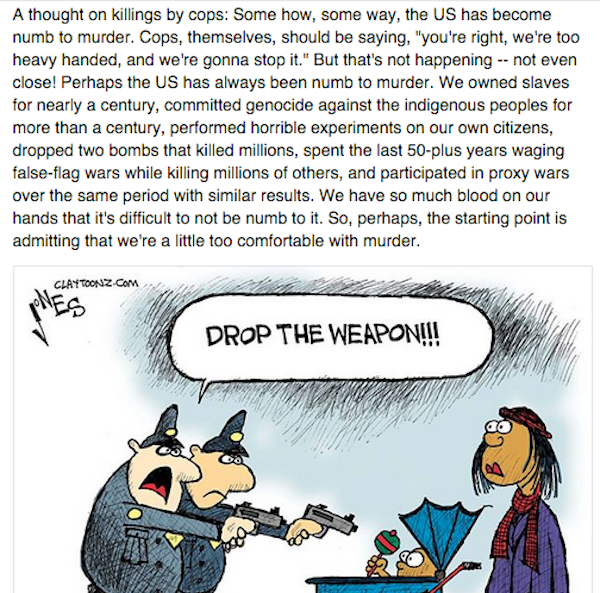 A thought on killings by cops: Some how, some way, the US has become
numb to murder. Cops, themselves, should be saying, "you're right, we're too
heavy handed, and we're gonna stop it." But that's not happening -- not even
close! Perhaps the US has always been numb to murder. We owned slaves
for nearly a century, committed genocide against the indigenous peoples for
more than a century, performed horrible experiments on our own citizens,
dropped two bombs that killed millions, spent the last 50-plus years waging
false-flag wars while killing millions of others, and participated in proxy wars
over the same period with similar results. We have so much blood on our
hands that it's difficult to not be numb to it. So, perhaps, the starting point is
admitting that we're a little too comfortable with murder.
CLAYTOONZ.COM
JONES
DROP THE WEAPON!!!